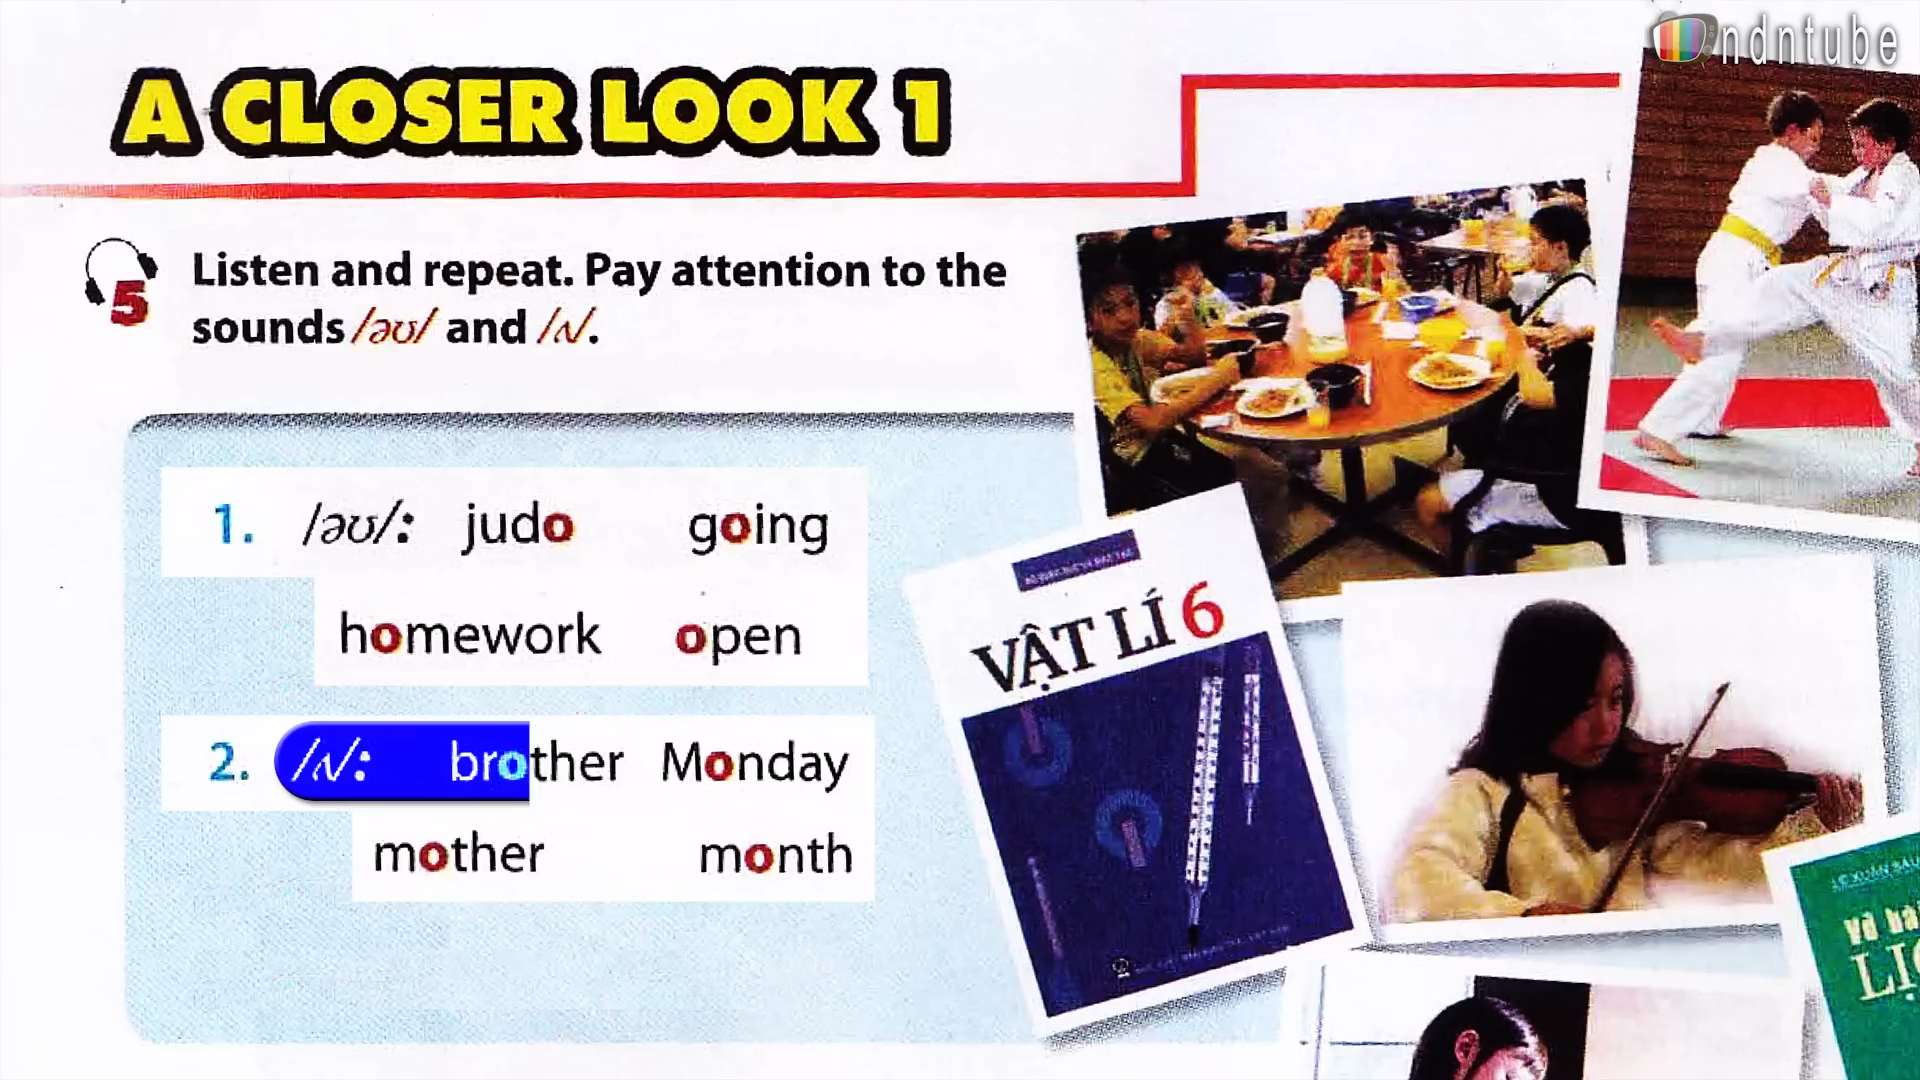 ndntube
A CLOSER LOOK 1
5 Listen and repeat. Pay attention to the
sounds /əʊ/ and /ʌ/.
1. /əʊ/: judo going
homework open
2. /ʌ/: brother Monday
mother month
VẬT LÍ 6